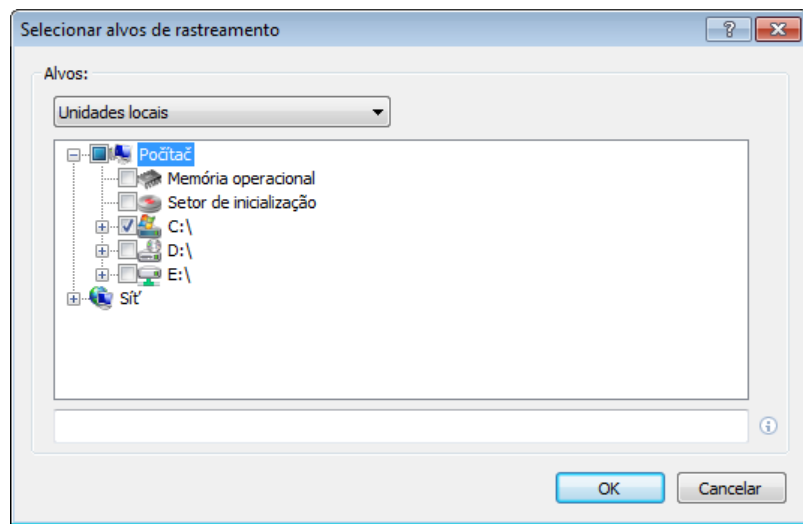 Selecionar alvos de rastreamento
Alvos:
Unidades locais
Počítač
Memória operacional
Setor de inicialização
C:\
D:\
E:\
Síť
OK
Cancelar